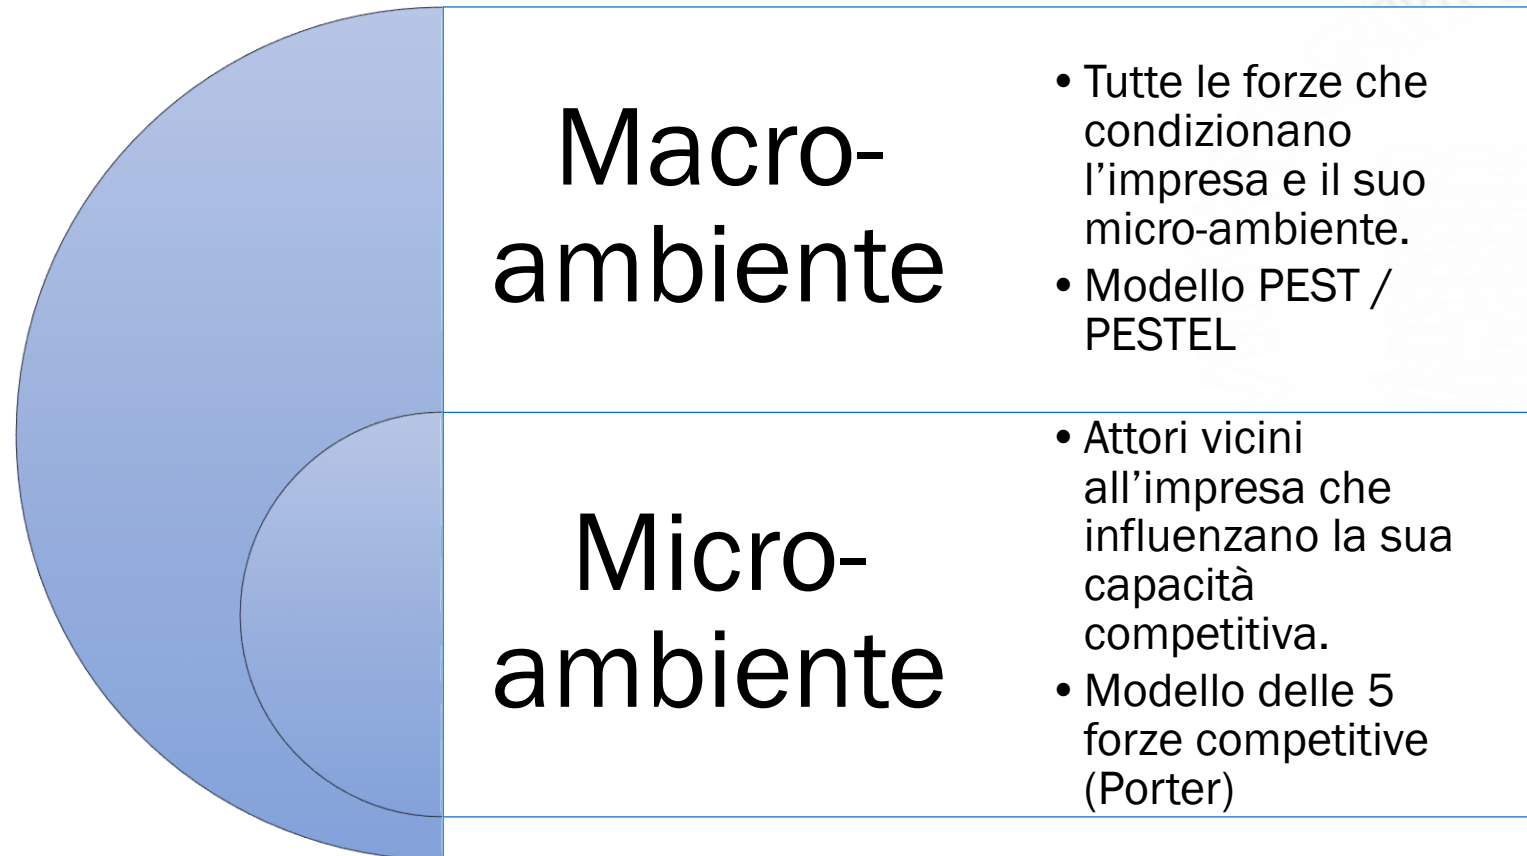 Macro-
ambiente
• Tutte le forze che
condizionano
l’impresa e il suo
micro-ambiente.
• Modello PEST /
PESTEL
Micro-
ambiente
• Attori vicini
all’impresa che
influenzano la sua
capacità
competitiva.
• Modello delle 5
forze competitive
(Porter)